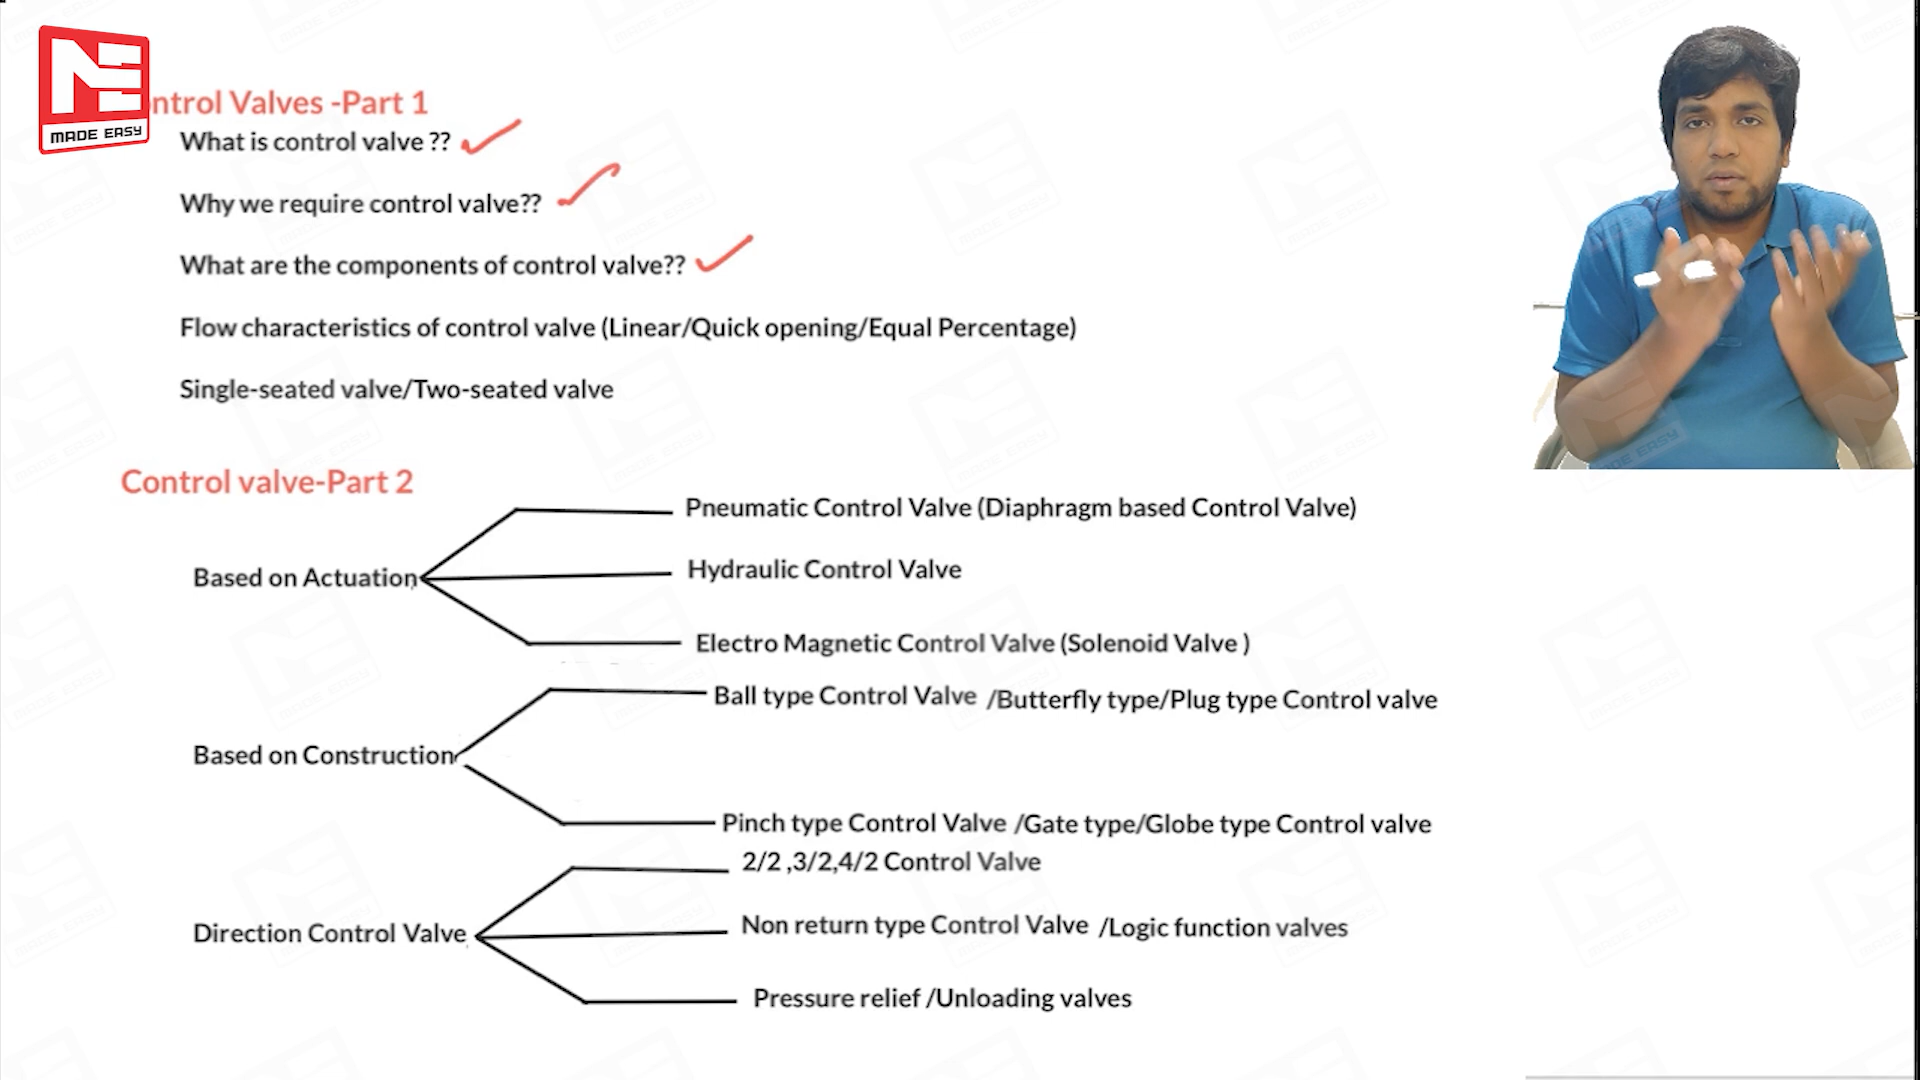 MADE EASY
ntrol Valves -Part 1
What is control valve ??
Why we require control valve??
What are the components of control valve??
Flow characteristics of control valve (Linear/Quick opening/Equal Percentage)
Single-seated valve/Two-seated valve
Control valve-Part 2
Based on Actuation
Pneumatic Control Valve (Diaphragm based Control Valve)
Hydraulic Control Valve
Electro Magnetic Control Valve (Solenoid Valve )
Based on Construction
Ball type Control Valve /Butterfly type/Plug type Control valve
Pinch type Control Valve /Gate type/Globe type Control valve
Direction Control Valve
2/2 ,3/2,4/2 Control Valve
Non return type Control Valve /Logic function valves
Pressure relief /Unloading valves